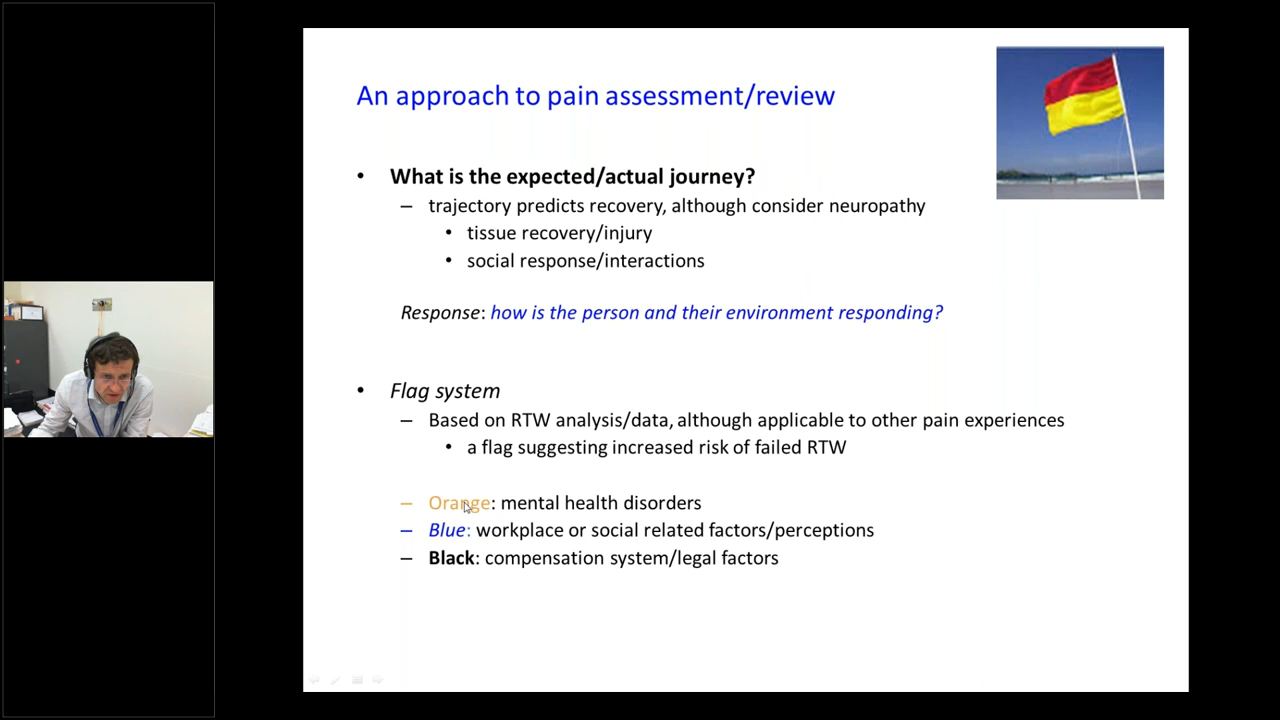 An approach to pain assessment/review
• What is the expected/actual journey?
– trajectory predicts recovery, although consider neuropathy
• tissue recovery/injury
• social response/interactions
Response: how is the person and their environment responding?
• Flag system
– Based on RTW analysis/data, although applicable to other pain experiences
• a flag suggesting increased risk of failed RTW
– Orange: mental health disorders
– Blue: workplace or social related factors/perceptions
– Black: compensation system/legal factors